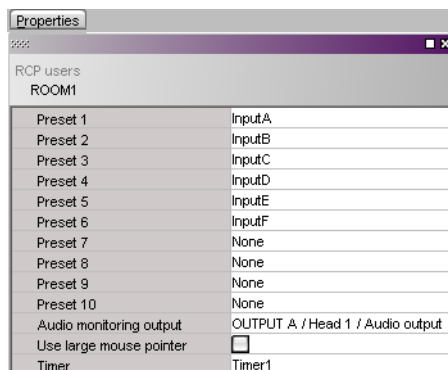 Properties
RCP users
ROOM1
Preset 1 InputA
Preset 2 InputB
Preset 3 InputC
Preset 4 InputD
Preset 5 InputE
Preset 6 InputF
Preset 7 None
Preset 8 None
Preset 9 None
Preset 10 None
Audio monitoring output OUTPUT A / Head 1 / Audio output
Use large mouse pointer
Timer Timer1